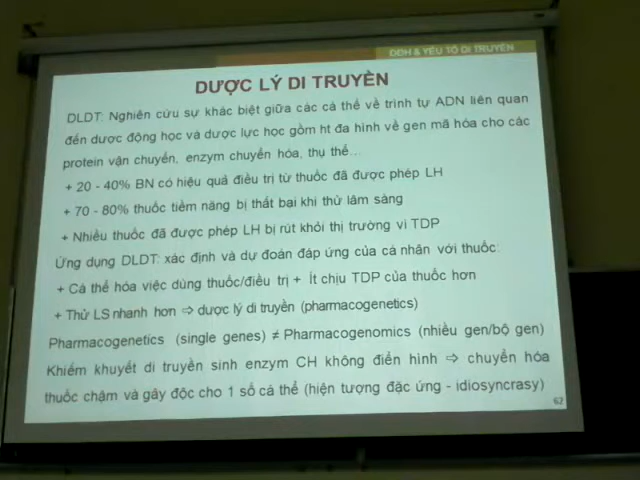 DĐH & YẾU TỐ DI TRUYỀN
DƯỢC LÝ DI TRUYỀN
DLDT: Nghiên cứu sự khác biệt giữa các cá thể về trình tự ADN liên quan
đến dược động học và dược lực học gồm ht đa hình về gen mã hóa cho các
protein vận chuyển, enzym chuyển hóa, thụ thể...
+ 20 - 40% BN có hiệu quả điều trị từ thuốc đã được phép LH
+ 70 - 80% thuốc tiềm năng bị thất bại khi thử lâm sàng
+ Nhiều thuốc đã được phép LH bị rút khỏi thị trường vì TDP
Ứng dụng DLDT: xác định và dự đoán đáp ứng của cá nhân với thuốc:
+ Cá thể hóa việc dùng thuốc/điều trị + Ít chịu TDP của thuốc hơn
+ Thử LS nhanh hơn ⇨ dược lý di truyền (pharmacogenetics)
Pharmacogenetics (single genes) ≠ Pharmacogenomics (nhiều gen/bộ gen)
Khiếm khuyết di truyền sinh enzym CH không điển hình ⇨ chuyển hóa
thuốc chậm và gây độc cho 1 số cá thể (hiện tượng đặc ứng - idiosyncrasy)
62